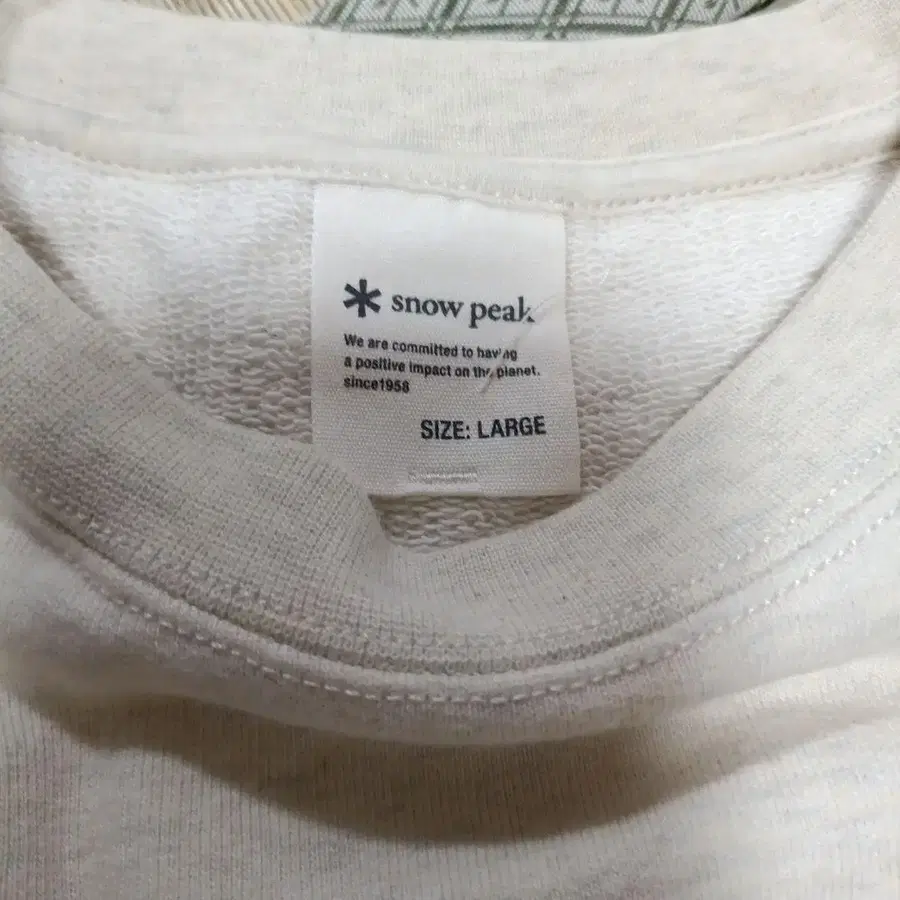 snow peak
We are committed to having
a positive impact on the planet.
since1958
SIZE: LARGE